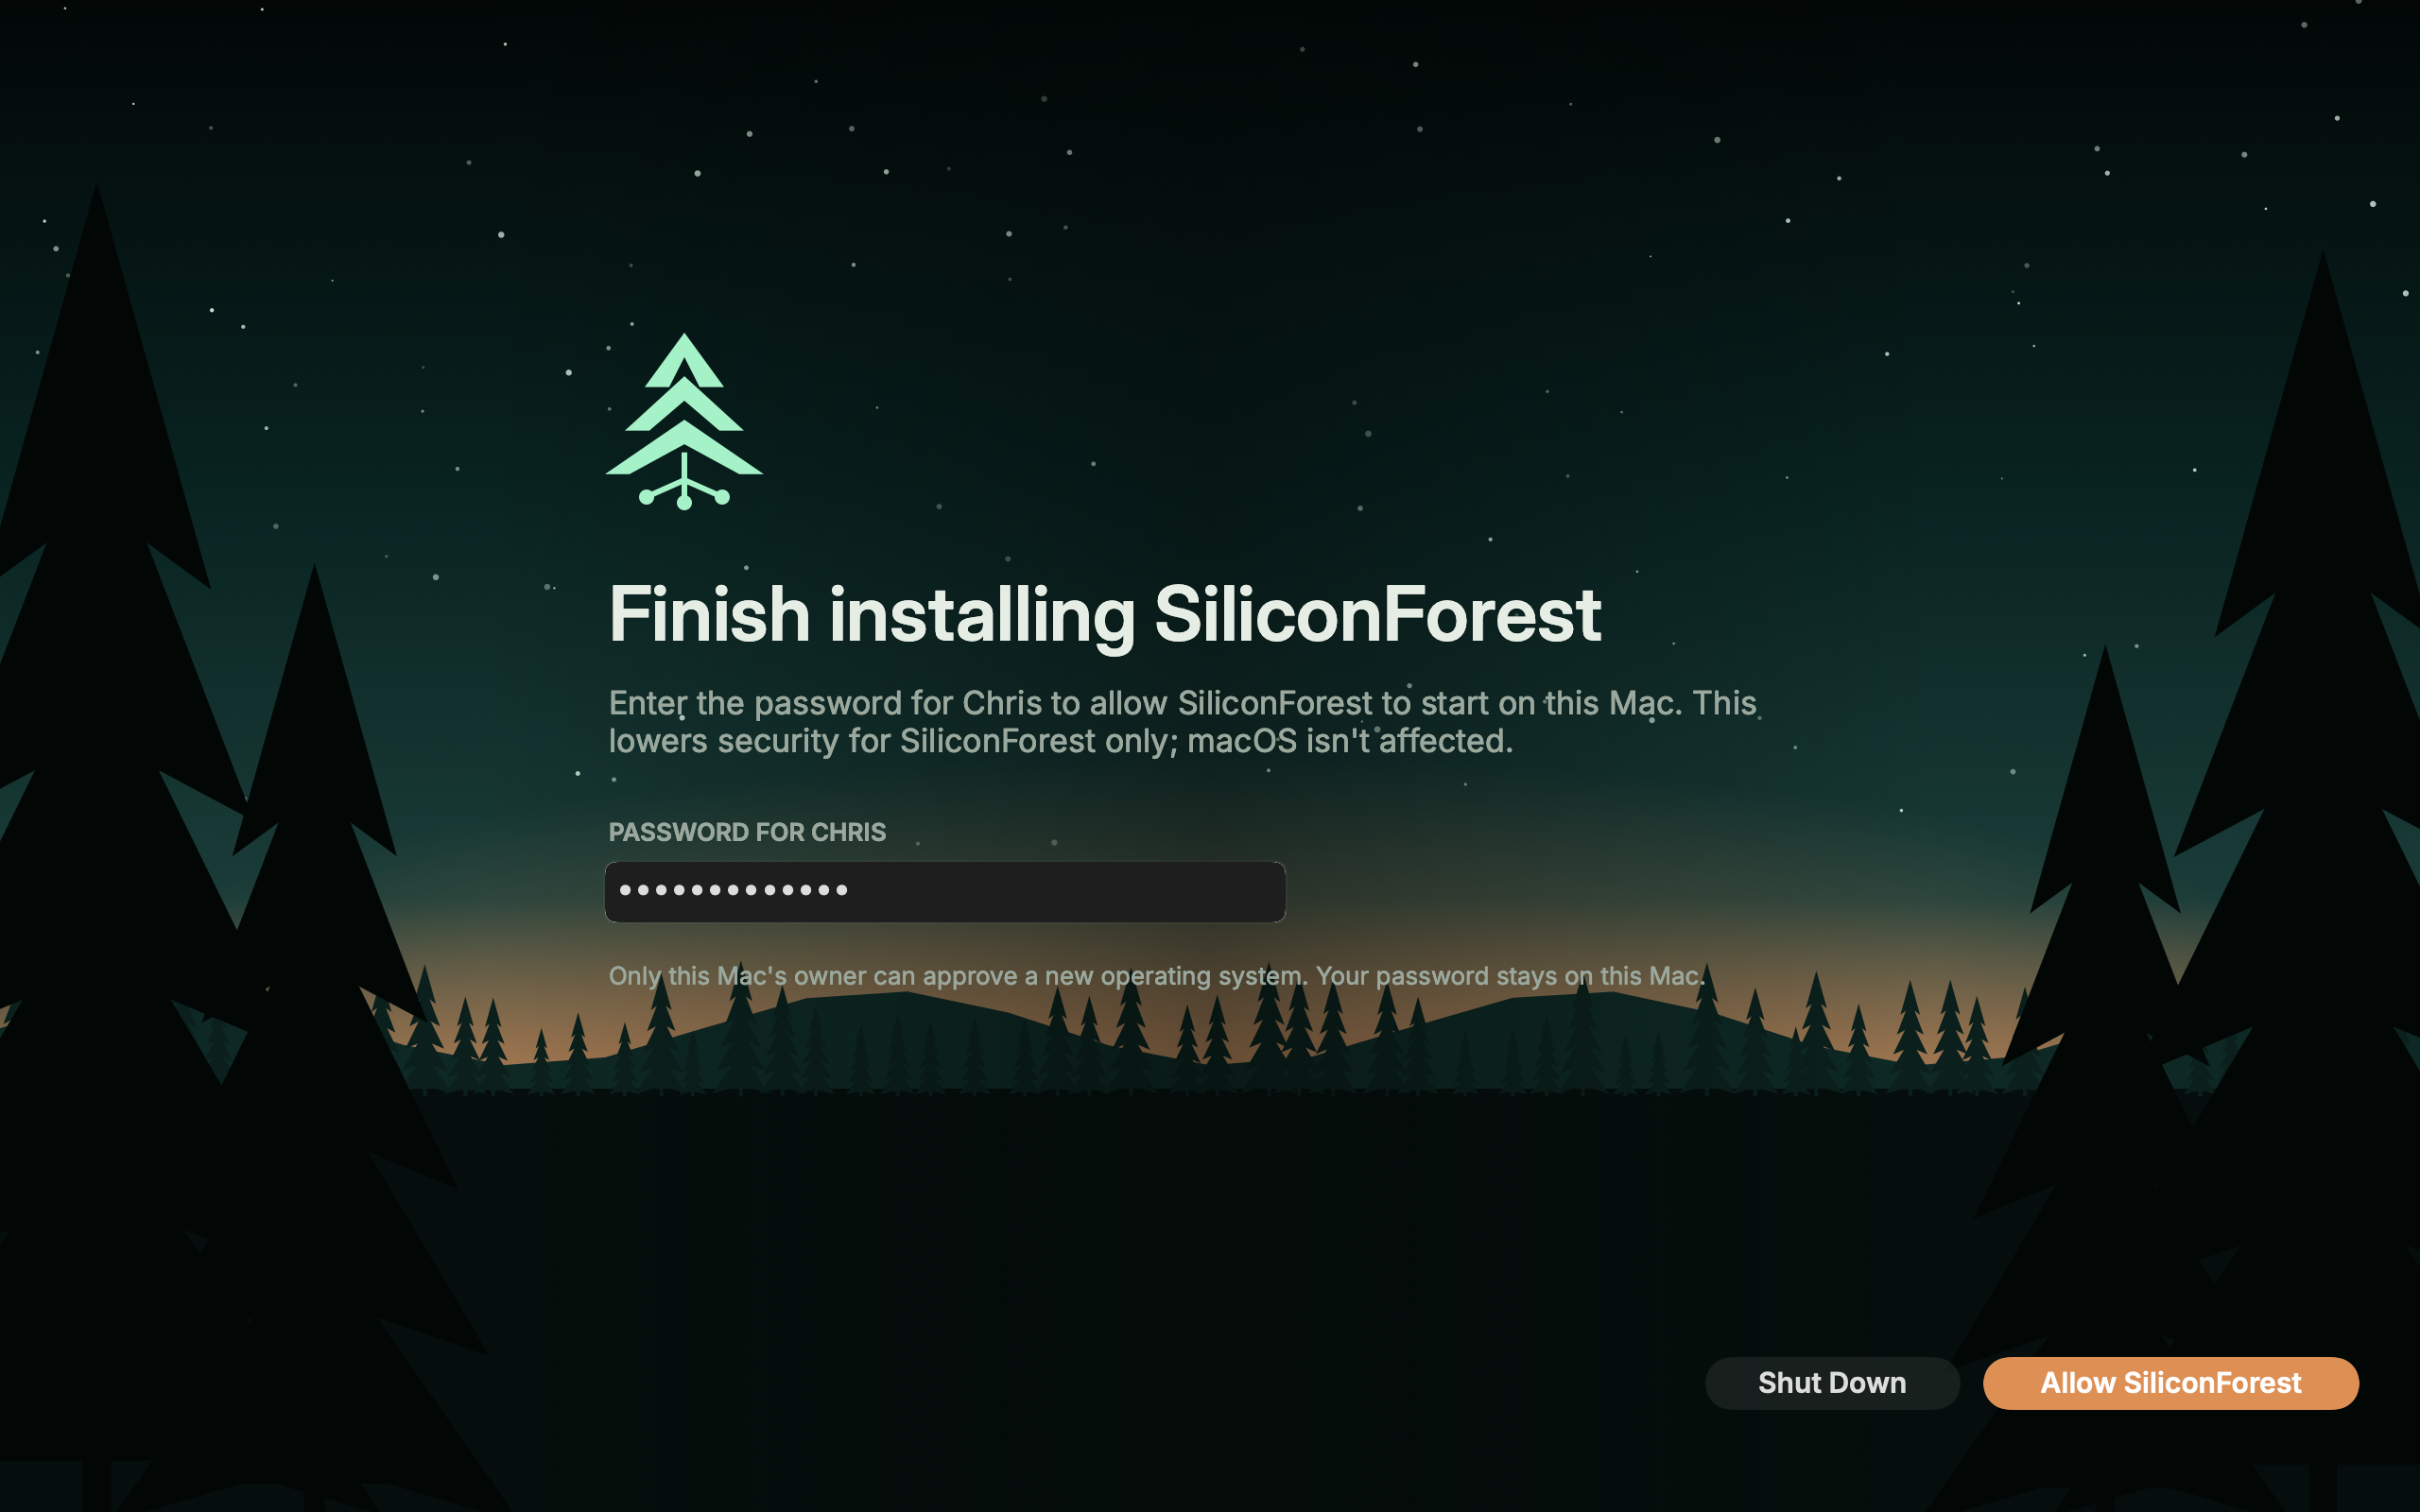 Finish installing SiliconForest
Enter the password for Chris to allow SiliconForest to start on this Mac. This
lowers security for SiliconForest only; macOS isn't affected.
PASSWORD FOR CHRIS
Only this Mac's owner can approve a new operating system. Your password stays on this Mac.
Shut Down
Allow SiliconForest